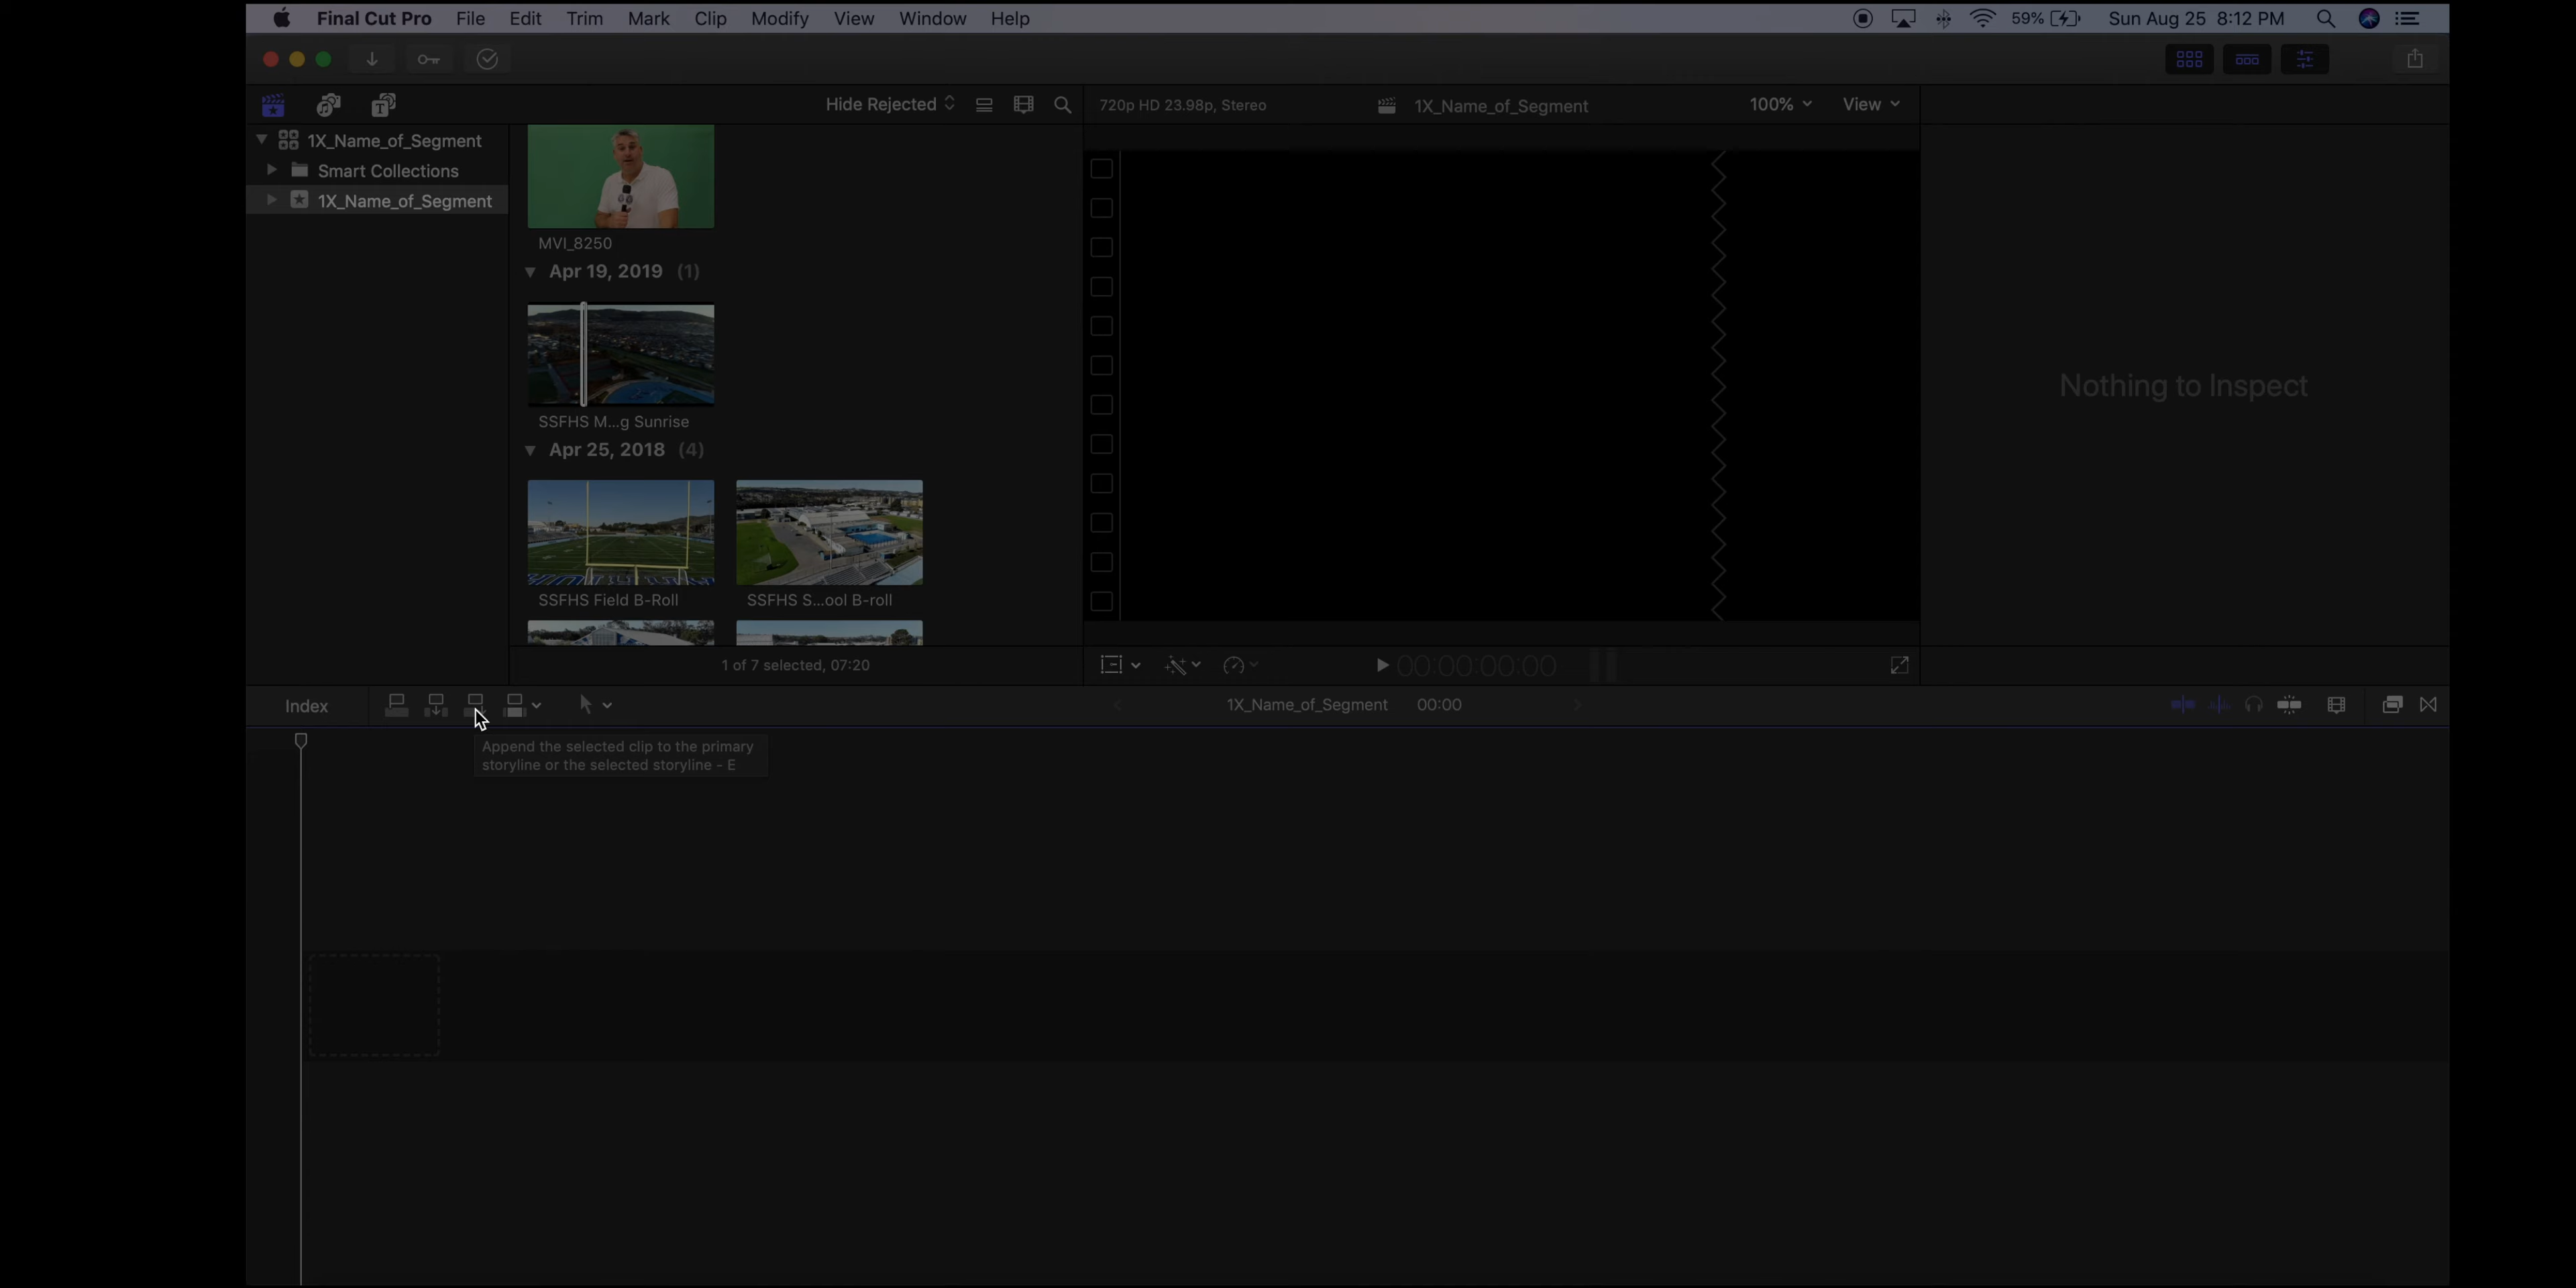 Final Cut Pro File Edit Trim Mark Clip Modify View Window Help 59% Sun Aug 25 8:12 PM
Hide Rejected 720p HD 23.98p, Stereo 1X_Name_of_Segment 100% View
1X_Name_of_Segment
Smart Collections
1X_Name_of_Segment
MVI_8250
Apr 19, 2019 (1)
SSFHS M...g Sunrise
Apr 25, 2018 (4)
SSFHS Field B-Roll SSFHS S...ool B-roll
1 of 7 selected, 07:20
Nothing to Inspect
00:00:00:00
Index 1X_Name_of_Segment 00:00
Append the selected clip to the primary
storyline or the selected storyline - E